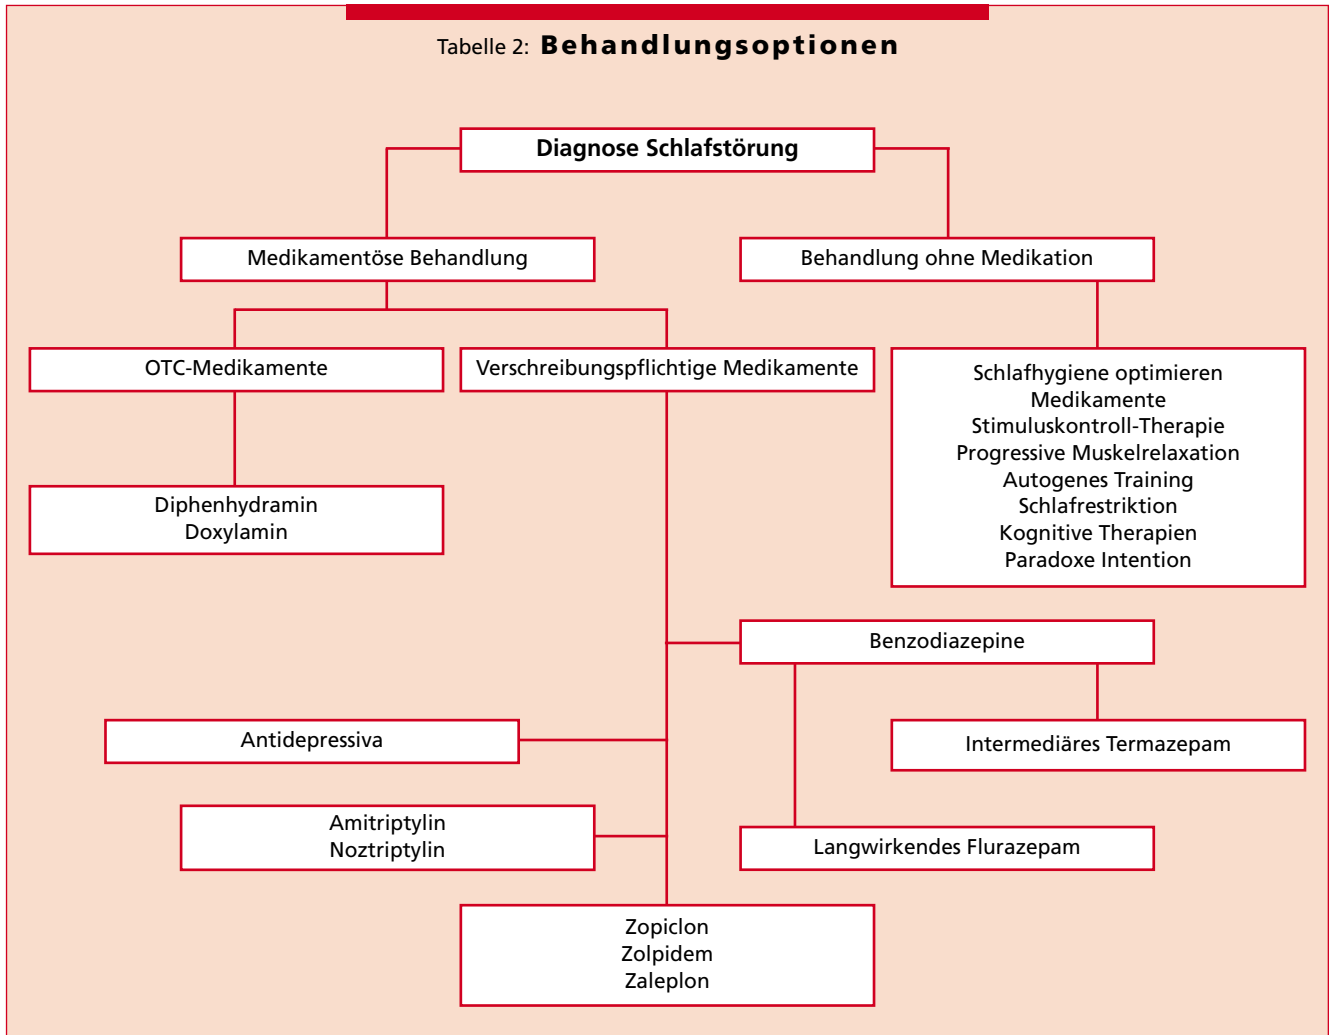 Tabelle 2: Behandlungsoptionen
Diagnose Schlafstörung
Medikamentöse Behandlung
Behandlung ohne Medikation
OTC-Medikamente
Verschreibungspflichtige Medikamente
Schlafhygiene optimieren
Medikamente
Stimuluskontroll-Therapie
Progressive Muskelrelaxation
Autogenes Training
Schlafrestriktion
Kognitive Therapien
Paradoxe Intention
Diphenhydramin
Doxylamin
Benzodiazepine
Antidepressiva
Intermediäres Termazepam
Amitriptylin
Noztriptylin
Langwirkendes Flurazepam
Zopiclon
Zolpidem
Zaleplon